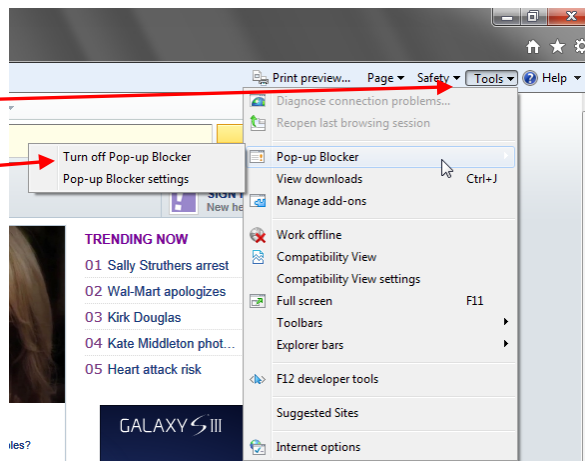 Print preview... Page Safety Tools Help
Diagnose connection problems...
Reopen last browsing session
Turn off Pop-up Blocker
Pop-up Blocker settings
Pop-up Blocker
View downloads Ctrl+J
Manage add-ons
Work offline
Compatibility View
Compatibility View settings
Full screen F11
Toolbars
Explorer bars
F12 developer tools
Suggested Sites
Internet options
New he
TRENDING NOW
01 Sally Struthers arrest
02 Wal-Mart apologizes
03 Kirk Douglas
04 Kate Middleton phot...
05 Heart attack risk
GALAXY S III
les?